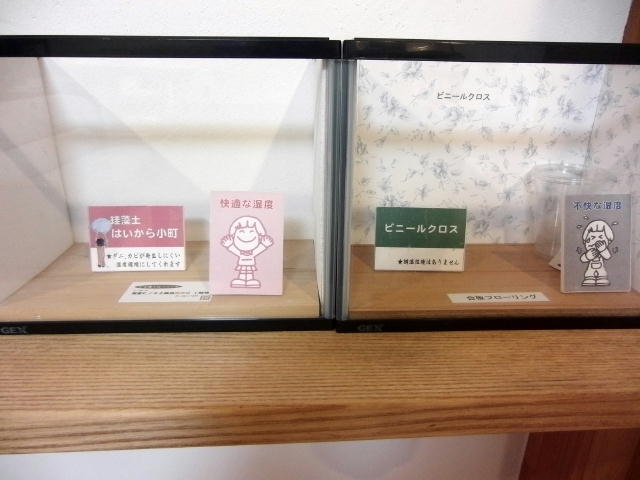 珪藻土
はいから小町
★ダニ、カビが発生しにくい
湿度環境にしてくれます
快適な湿度
GEX
ビニールクロス
ビニールクロス
★調湿性能はありません
不快な湿度
合板フローリング
GEX